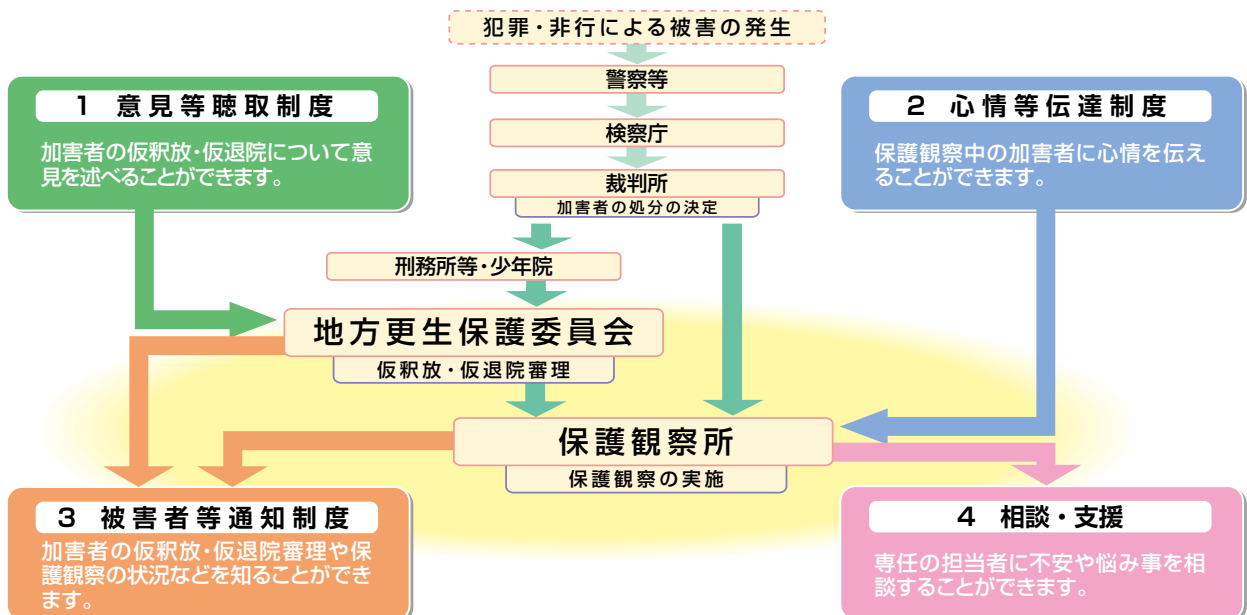 犯罪・非行による被害の発生
警察等
検察庁
裁判所
加害者の処分の決定
1 意見等聴取制度
加害者の仮釈放・仮退院について意
見を述べることができます。
2 心情等伝達制度
保護観察中の加害者に心情を伝え
ることができます。
刑務所等・少年院
地方更生保護委員会
仮釈放・仮退院審理
保護観察所
保護観察の実施
3 被害者等通知制度
加害者の仮釈放・仮退院審理や保
護観察の状況などを知ることができ
ます。
4 相談・支援
専任の担当者に不安や悩み事を相
談することができます。